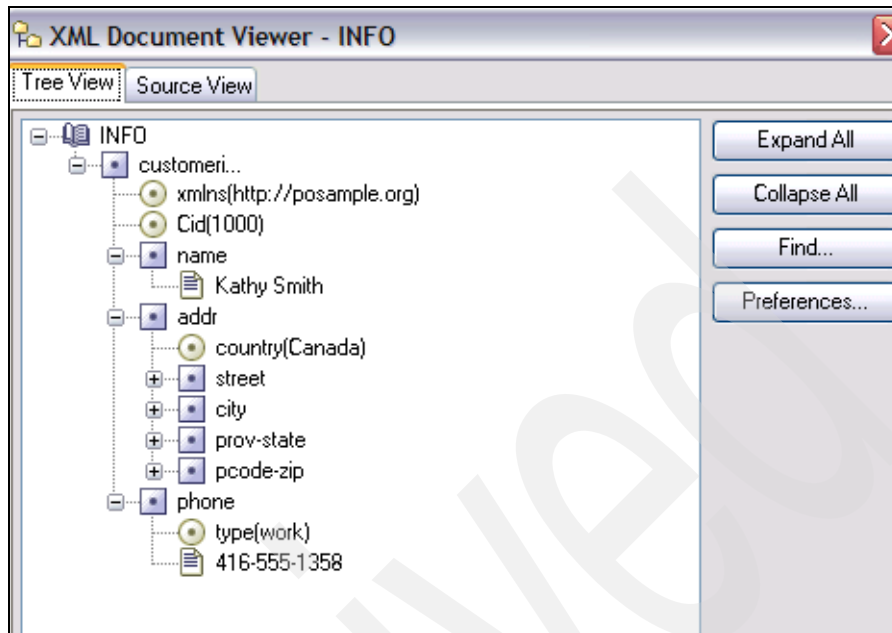 XML Document Viewer - INFO
Tree View Source View
INFO
customeri...
xmlns(http://posample.org)
Cid(1000)
name
Kathy Smith
addr
country(Canada)
street
city
prov-state
pcode-zip
phone
type(work)
416-555-1358
Expand All
Collapse All
Find...
Preferences...